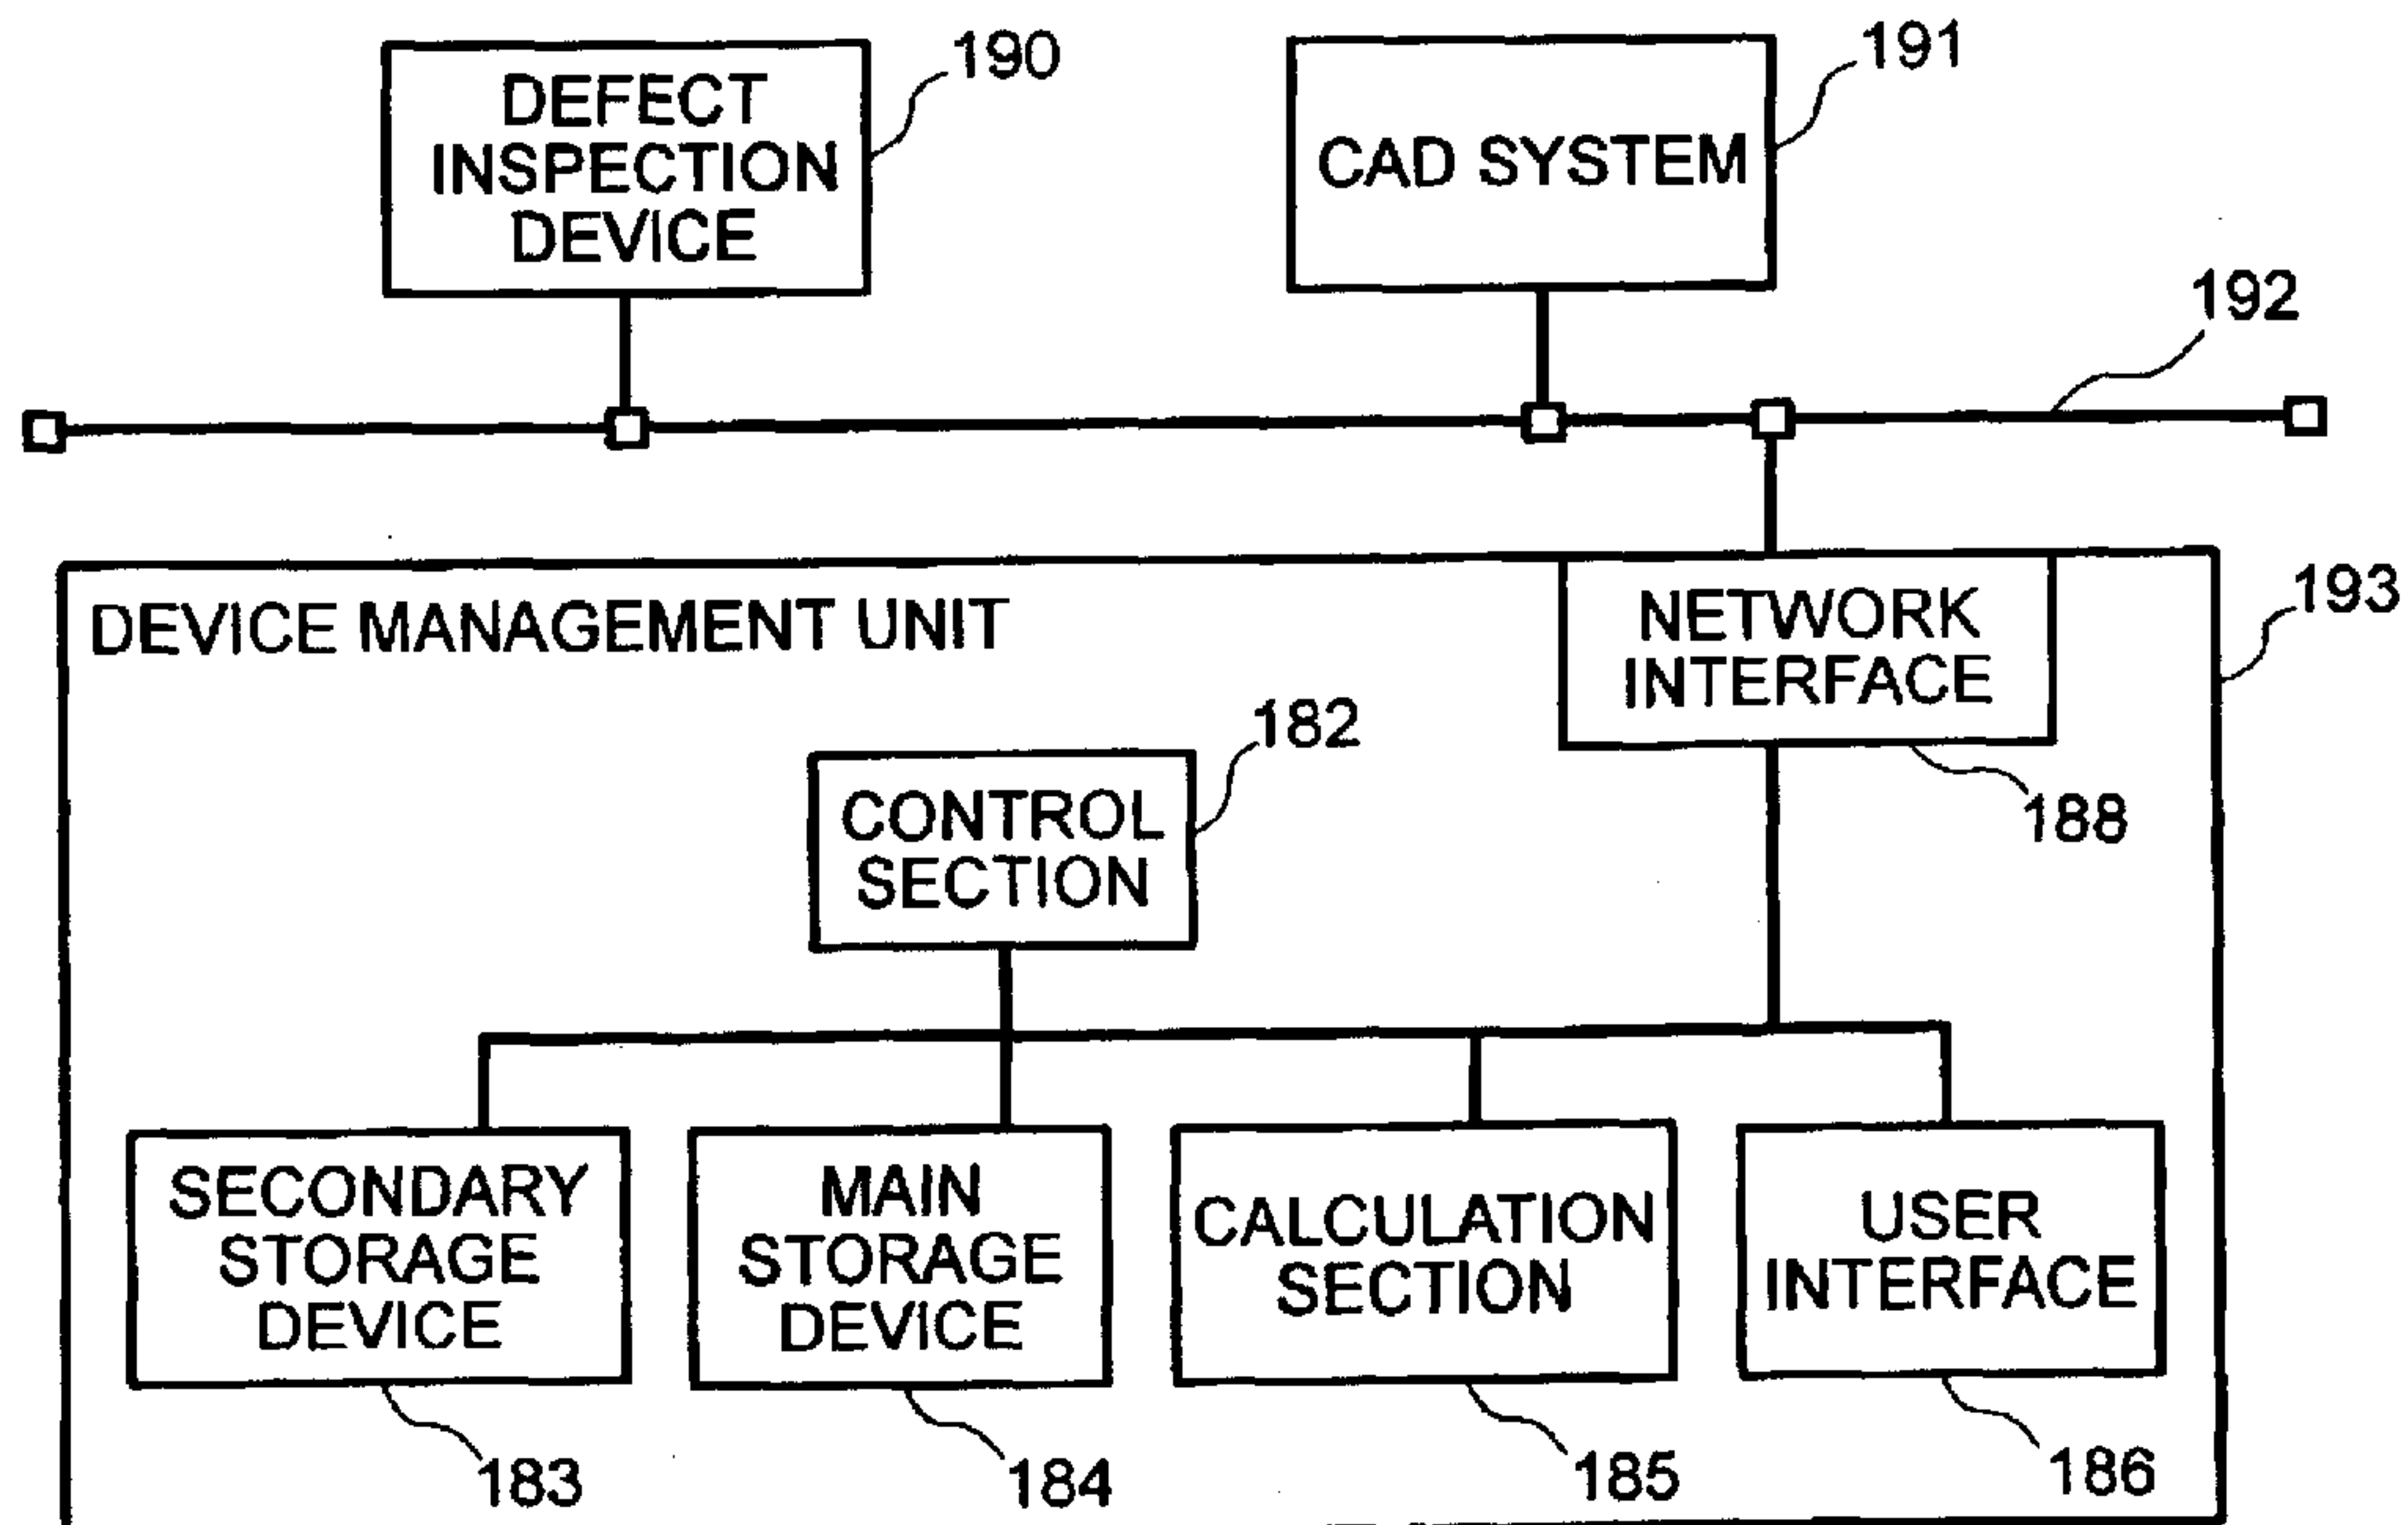 DEFECT
INSPECTION
DEVICE
190
CAD SYSTEM
191
192
DEVICE MANAGEMENT UNIT
NETWORK
INTERFACE
193
188
CONTROL
SECTION
182
SECONDARY
STORAGE
DEVICE
183
MAIN
STORAGE
DEVICE
184
CALCULATION
SECTION
185
USER
INTERFACE
186